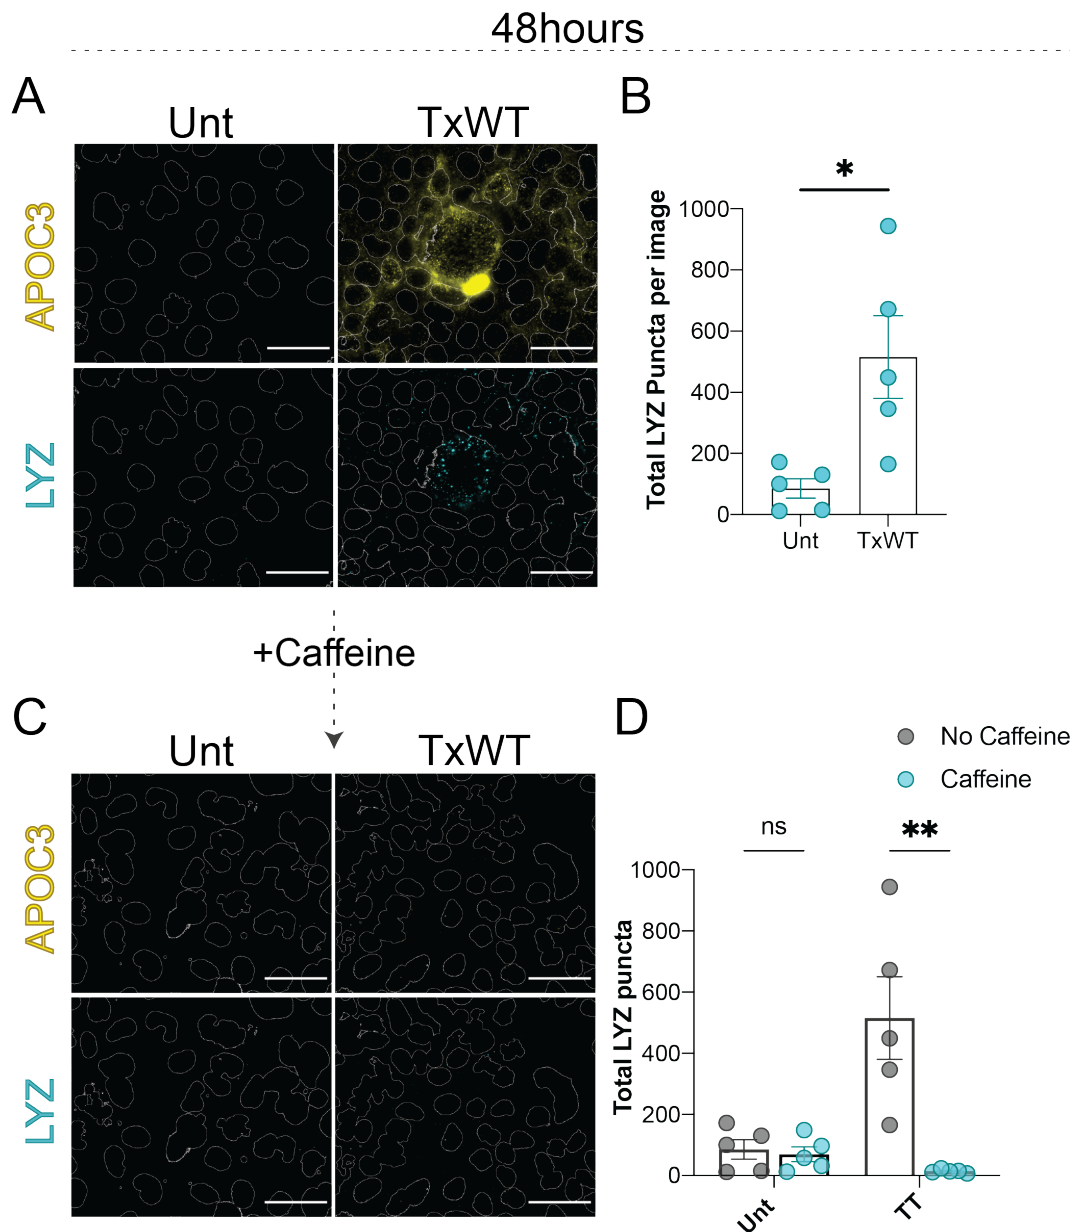 48hours
A
Unt
TxWT
APOC3
LYZ
B
*
Total LYZ Puncta per image
1000
800
600
400
200
0
Unt
TxWT
+Caffeine
C
Unt
TxWT
APOC3
LYZ
D
No Caffeine
Caffeine
ns
**
Total LYZ puncta
1000
800
600
400
200
0
Unt
TT